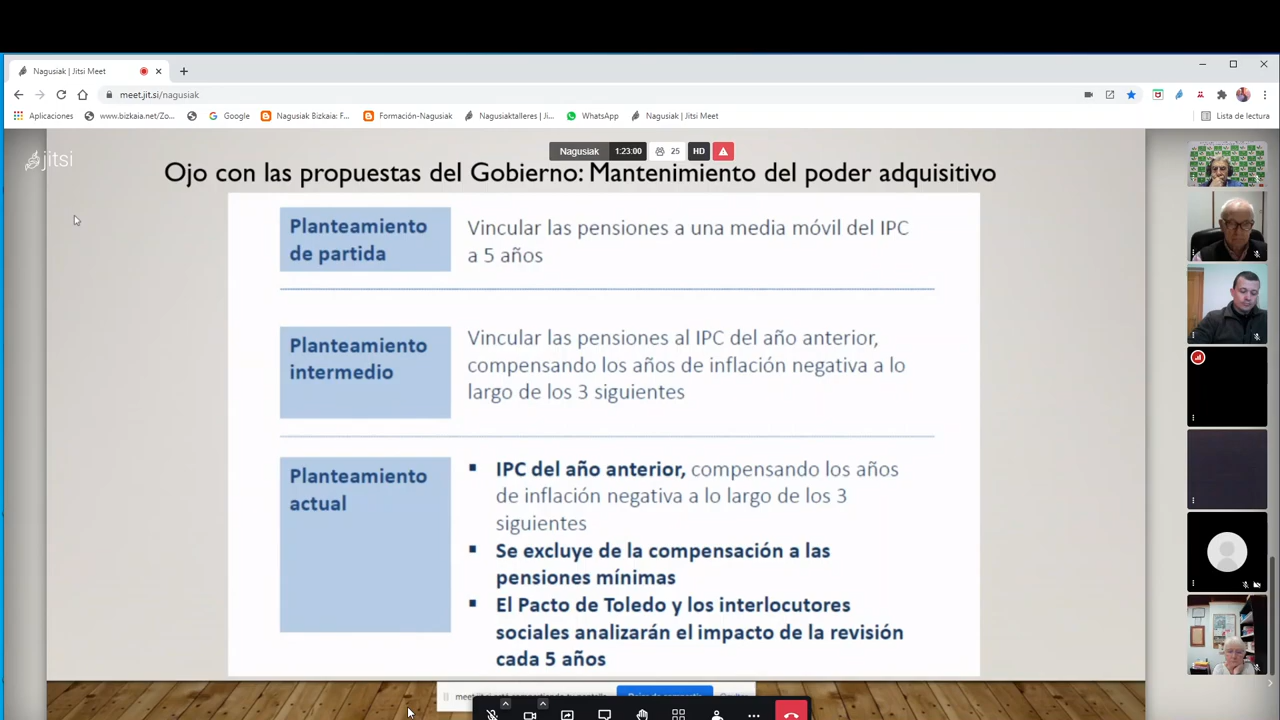 Nagusiak | Jitsi Meet
meet.jit.si/nagusiak
Aplicaciones
www.bizkaia.net/Zo...
Google
Nagusiak Bizkaia: F...
Formación-Nagusiak
Nagusiaktalleres | Ji...
WhatsApp
Nagusiak | Jitsi Meet
Lista de lectura
jitsi
Nagusiak 1:23:00 25 HD
Ojo con las propuestas del Gobierno: Mantenimiento del poder adquisitivo
Planteamiento
de partida
Vincular las pensiones a una media móvil del IPC
a 5 años
Planteamiento
intermedio
Vincular las pensiones al IPC del año anterior,
compensando los años de inflación negativa a lo
largo de los 3 siguientes
Planteamiento
actual
▪ IPC del año anterior, compensando los años
de inflación negativa a lo largo de los 3
siguientes
▪ Se excluye de la compensación a las
pensiones mínimas
▪ El Pacto de Toledo y los interlocutores
sociales analizarán el impacto de la revisión
cada 5 años